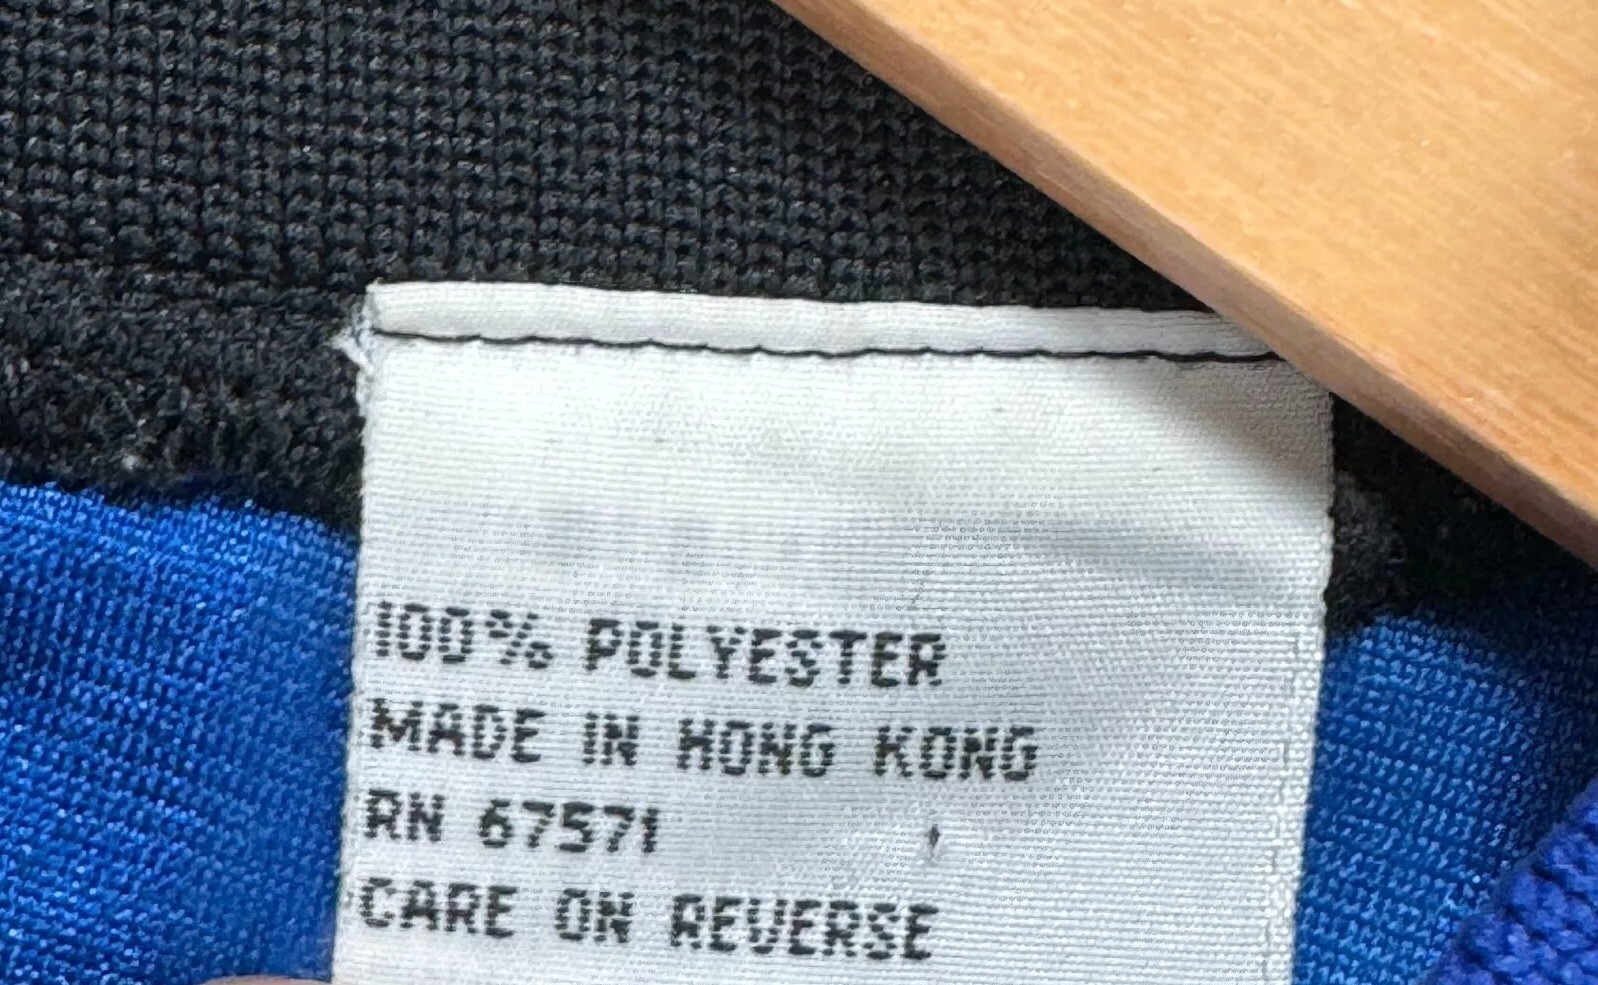 100% POLYESTER
MADE IN HONG KONG
RN 67571
CARE ON REVERSE